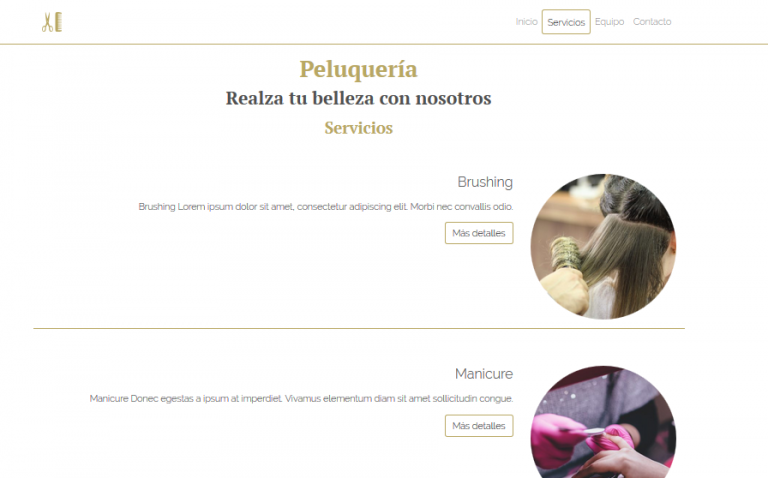 Inicio Servicios Equipo Contacto
Peluquería
Realza tu belleza con nosotros
Servicios
Brushing
Brushing Lorem ipsum dolor sit amet, consectetur adipiscing elit. Morbi nec convallis odio.
Más detalles
Manicure
Manicure Donec egestas a ipsum at imperdiet. Vivamus elementum diam sit amet sollicitudin congue.
Más detalles